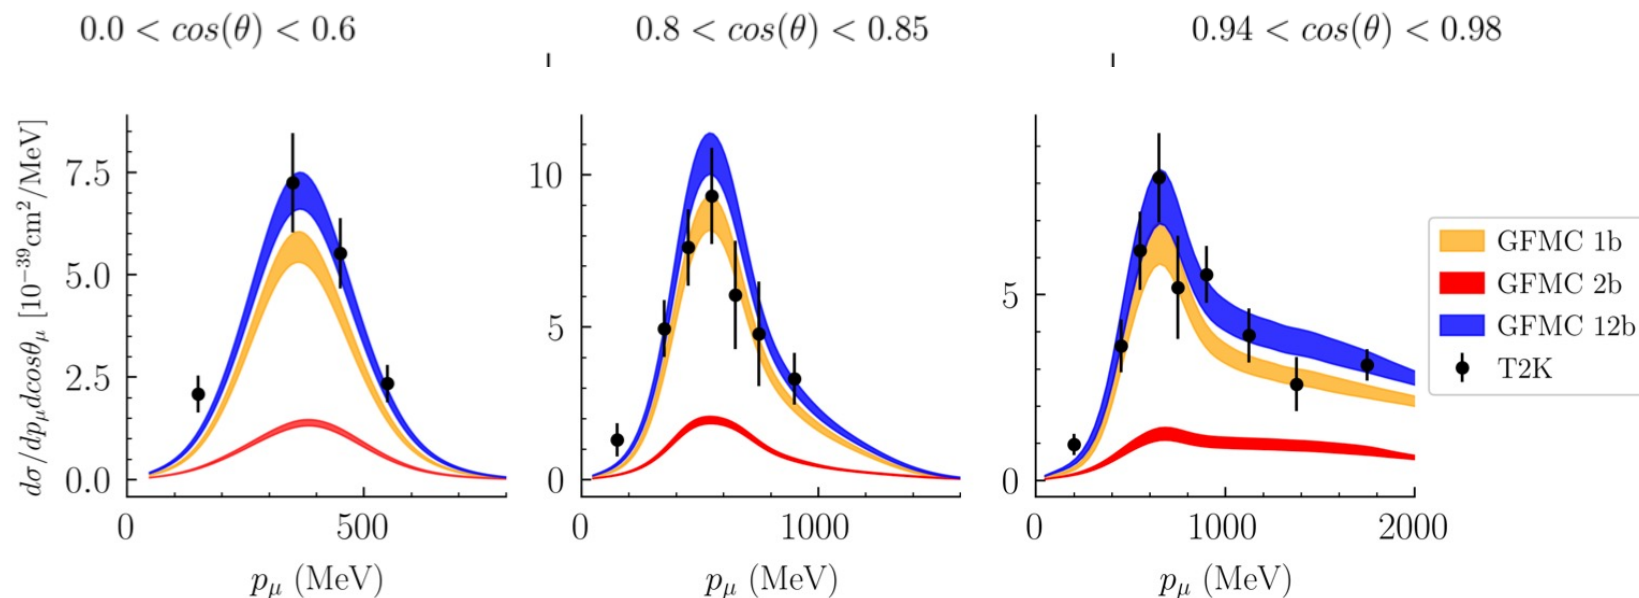 0.0 < cos(θ) < 0.6
0.8 < cos(θ) < 0.85
0.94 < cos(θ) < 0.98
dσ/dp_μdcosθ_μ [10⁻³⁹cm²/MeV]
7.5
5.0
2.5
0.0
0
500
p_μ (MeV)
10
5
0
0
1000
p_μ (MeV)
5
0
0
1000
2000
p_μ (MeV)
GFMC 1b
GFMC 2b
GFMC 12b
T2K